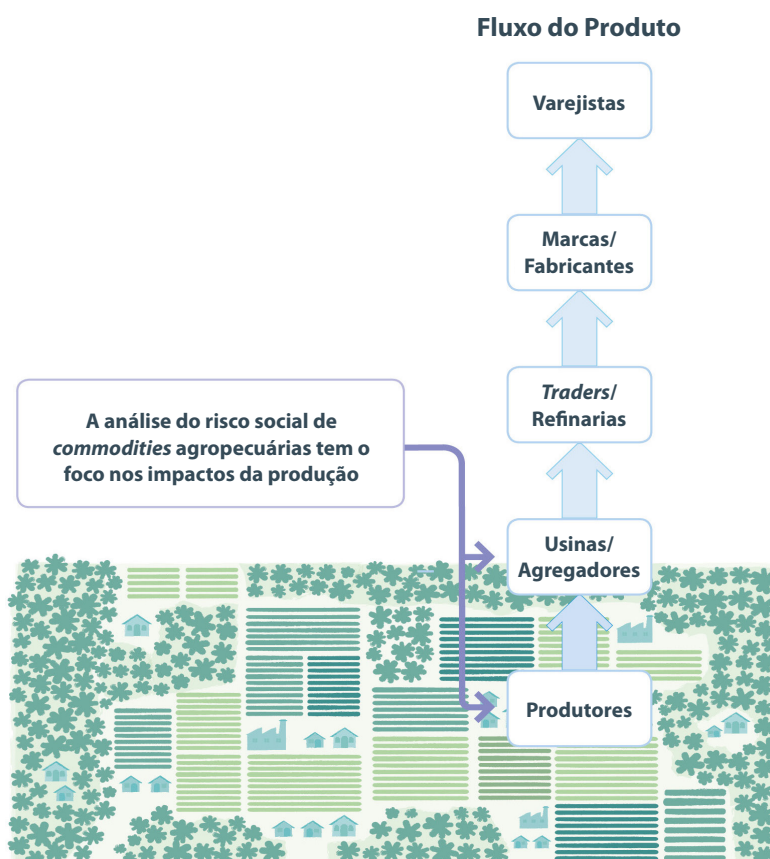 Fluxo do Produto
Varejistas
Marcas/
Fabricantes
Traders/
Refinarias
A análise do risco social de
commodities agropecuárias tem o
foco nos impactos da produção
Usinas/
Agregadores
Produtores